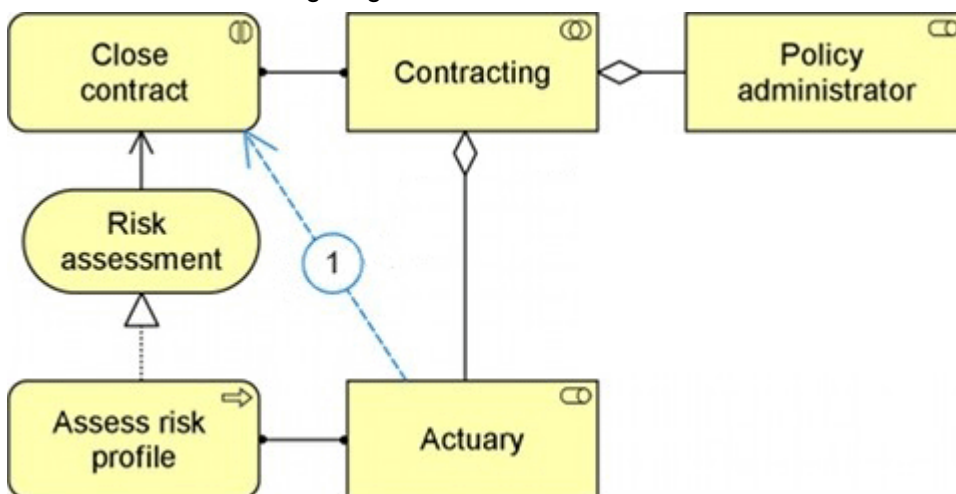 Close
contract
Contracting
Policy
administrator
Risk
assessment
1
Assess risk
profile
Actuary